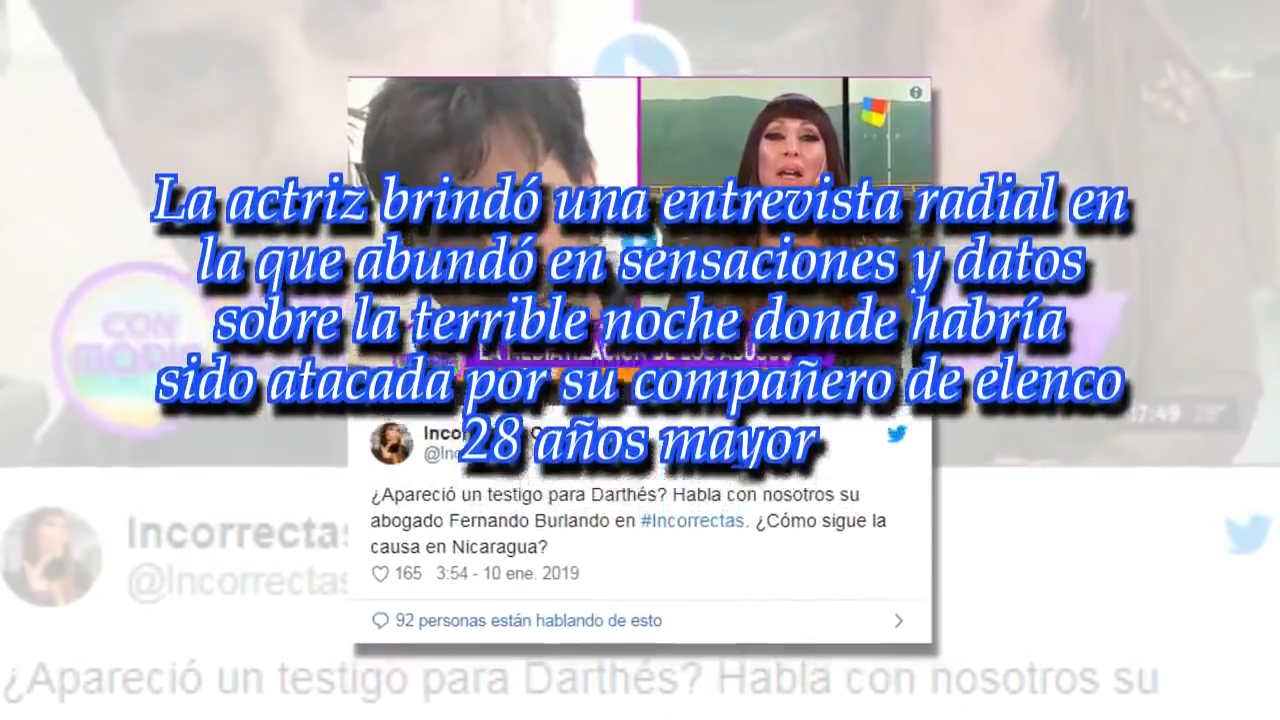 La actriz brindó una entrevista radial en
la que abundó en sensaciones y datos
sobre la terrible noche donde habría
sido atacada por su compañero de elenco
28 años mayor
CON
17:49
¿Apareció un testigo para Darthés? Habla con nosotros su
abogado Fernando Burlando en #Incorrectas. ¿Cómo sigue la
causa en Nicaragua?
165 3:54 - 10 ene. 2019
92 personas están hablando de esto
Incorrectas
@Incorrectas
¿Apareció un testigo para Darthés? Habla con nosotros su